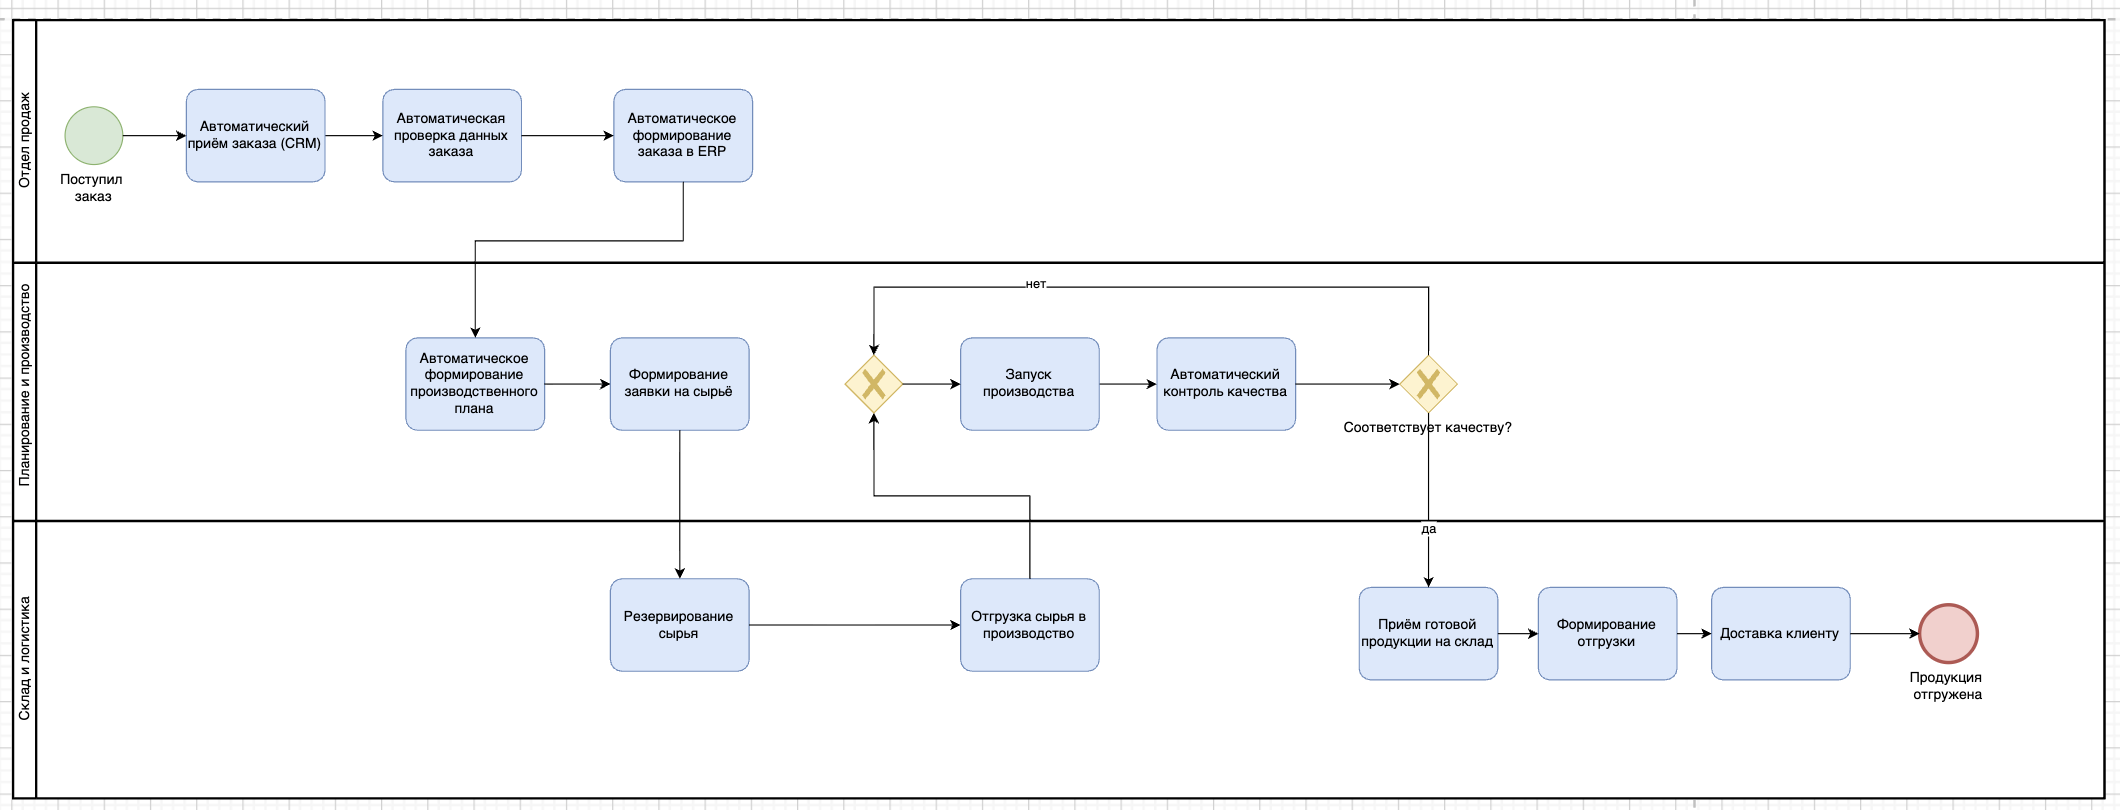 Отдел продаж
Поступил
заказ
Автоматический
приём заказа (CRM)
Автоматическая
проверка данных
заказа
Автоматическое
формирование
заказа в ERP
Планирование и производство
Автоматическое
формирование
производственного
плана
Формирование
заявки на сырьё
нет
Запуск
производства
Автоматический
контроль качества
Соответствует качеству?
да
Склад и логистика
Резервирование
сырья
Отгрузка сырья в
производство
Приём готовой
продукции на склад
Формирование
отгрузки
Доставка клиенту
Продукция
отгружена